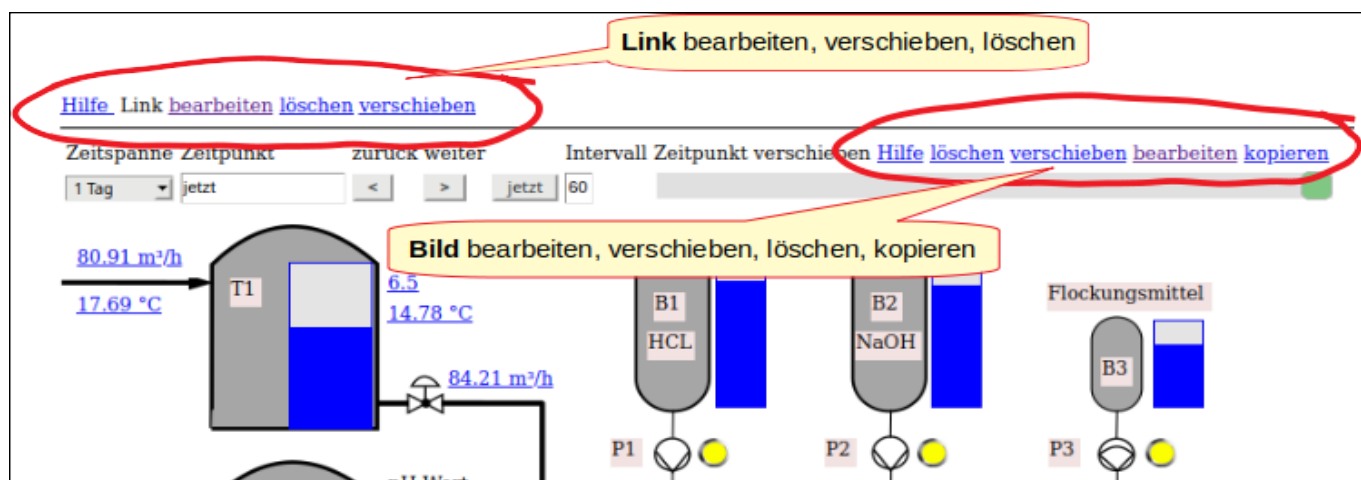 Link bearbeiten, verschieben, löschen
Hilfe Link bearbeiten löschen verschieben
Zeitspanne Zeitpunkt zurück weiter Intervall Zeitpunkt verschieben Hilfe löschen verschieben bearbeiten kopieren
1 Tag jetzt < > jetzt 60
Bild bearbeiten, verschieben, löschen, kopieren
80.91 m³/h
17.69 °C
T1
6.5
14.78 °C
84.21 m³/h
B1
HCL
B2
NaOH
Flockungsmittel
B3
P1
P2
P3
pH-Wert